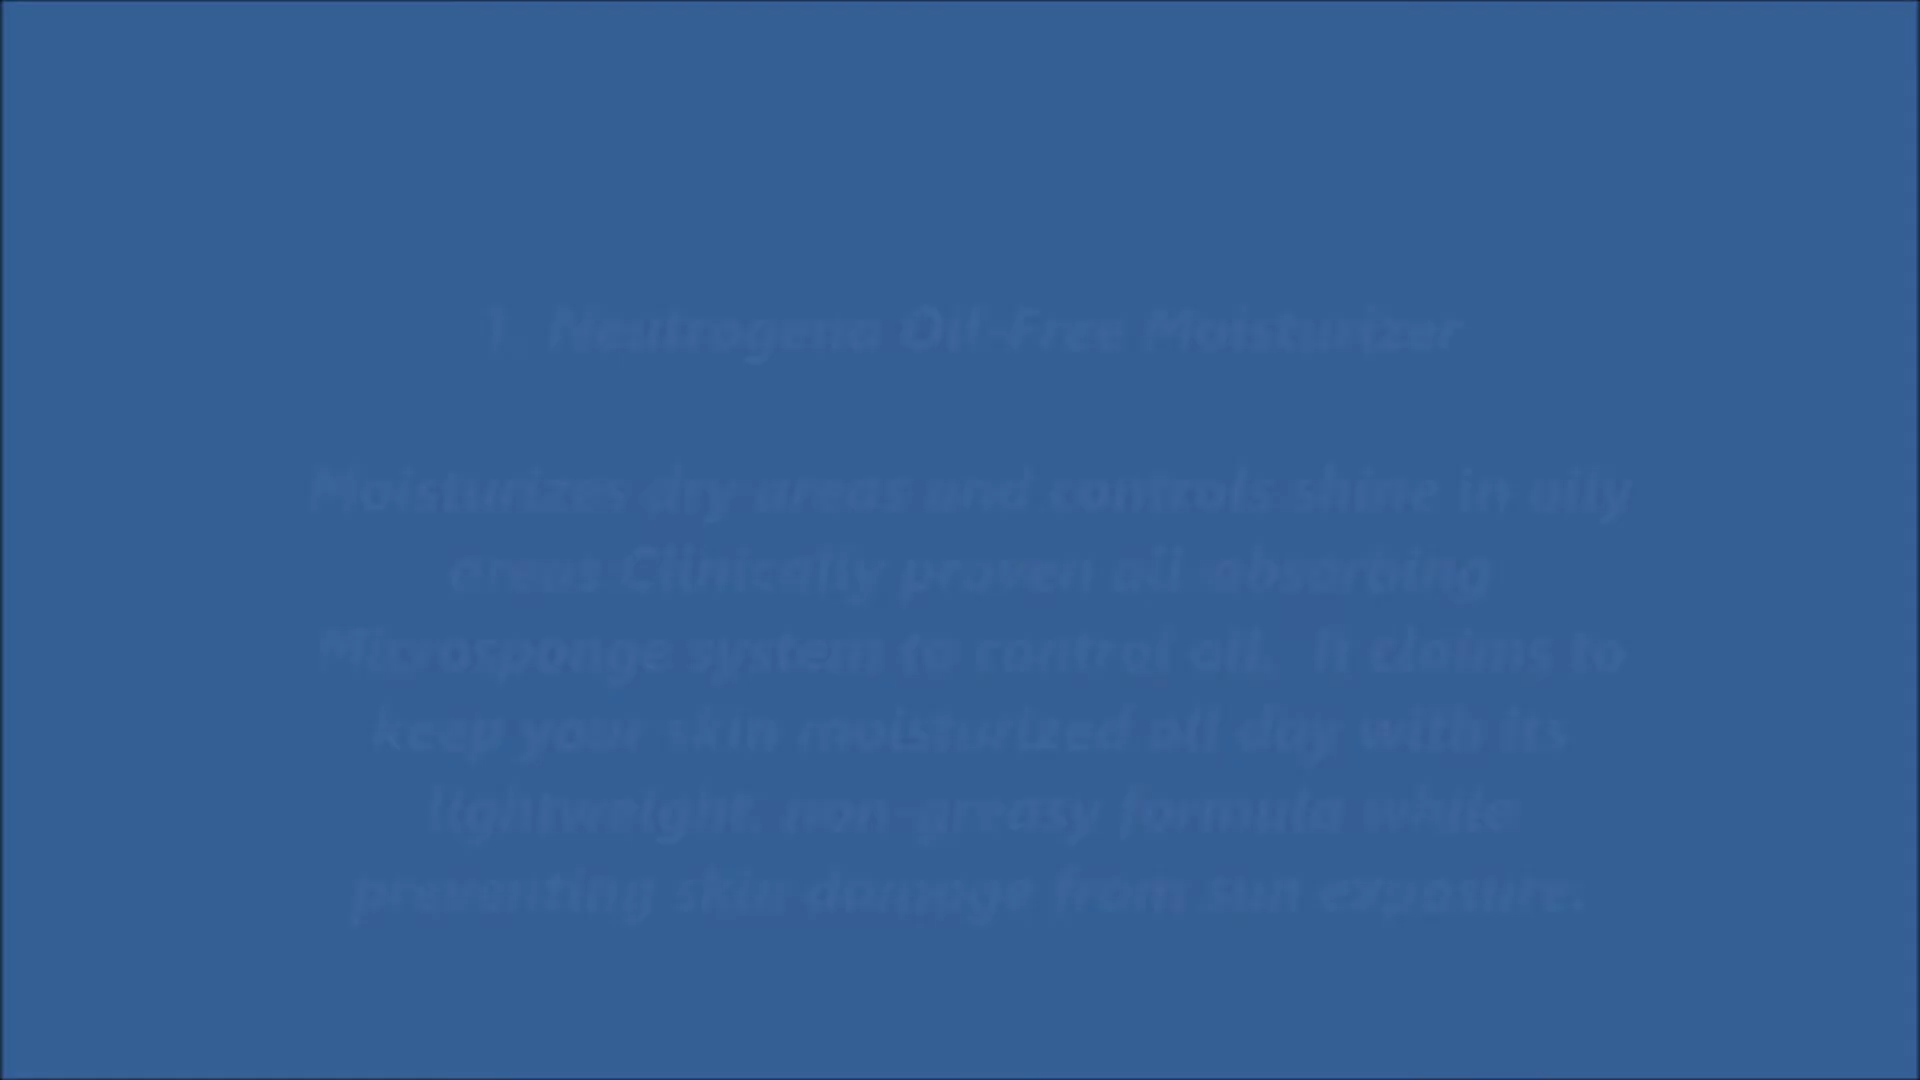 1. Neutrogena Oil-Free Moisturizer
Moisturizes dry areas and controls shine in oily
areas Clinically proven oil-absorbing
Microsponge system to control oil.  It claims to
keep your skin moisturized all day with its
lightweight, non-greasy formula while
preventing skin damage from sun exposure.